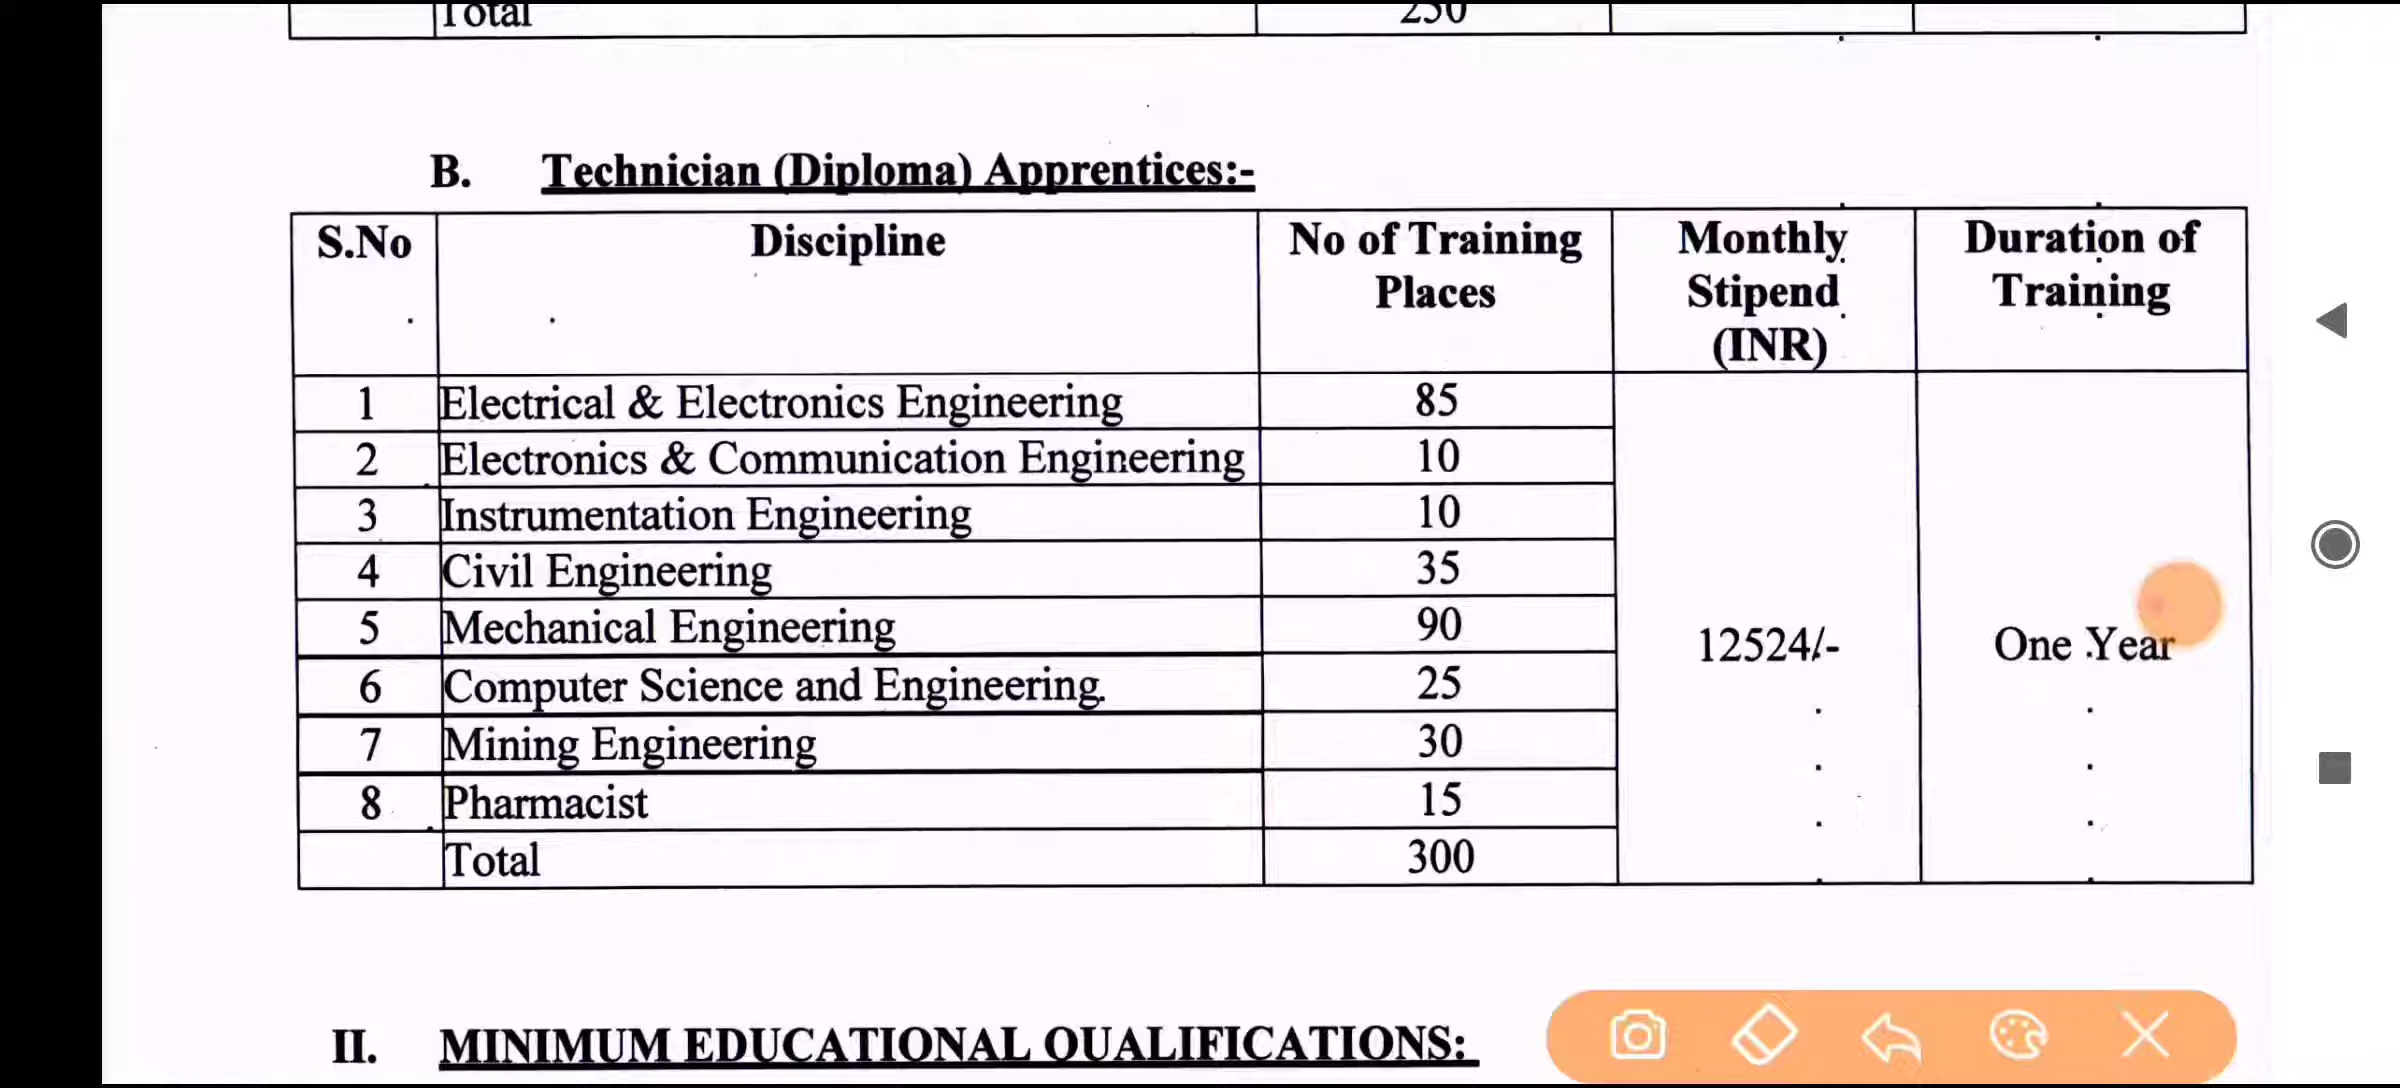 Total 250
B. Technician (Diploma) Apprentices:-
S.No Discipline No of Training Places Monthly Stipend (INR) Duration of Training
1 Electrical & Electronics Engineering 85
2 Electronics & Communication Engineering 10
3 Instrumentation Engineering 10
4 Civil Engineering 35
5 Mechanical Engineering 90 12524/- One Year
6 Computer Science and Engineering. 25
7 Mining Engineering 30
8 Pharmacist 15
Total 300
II. MINIMUM EDUCATIONAL QUALIFICATIONS: